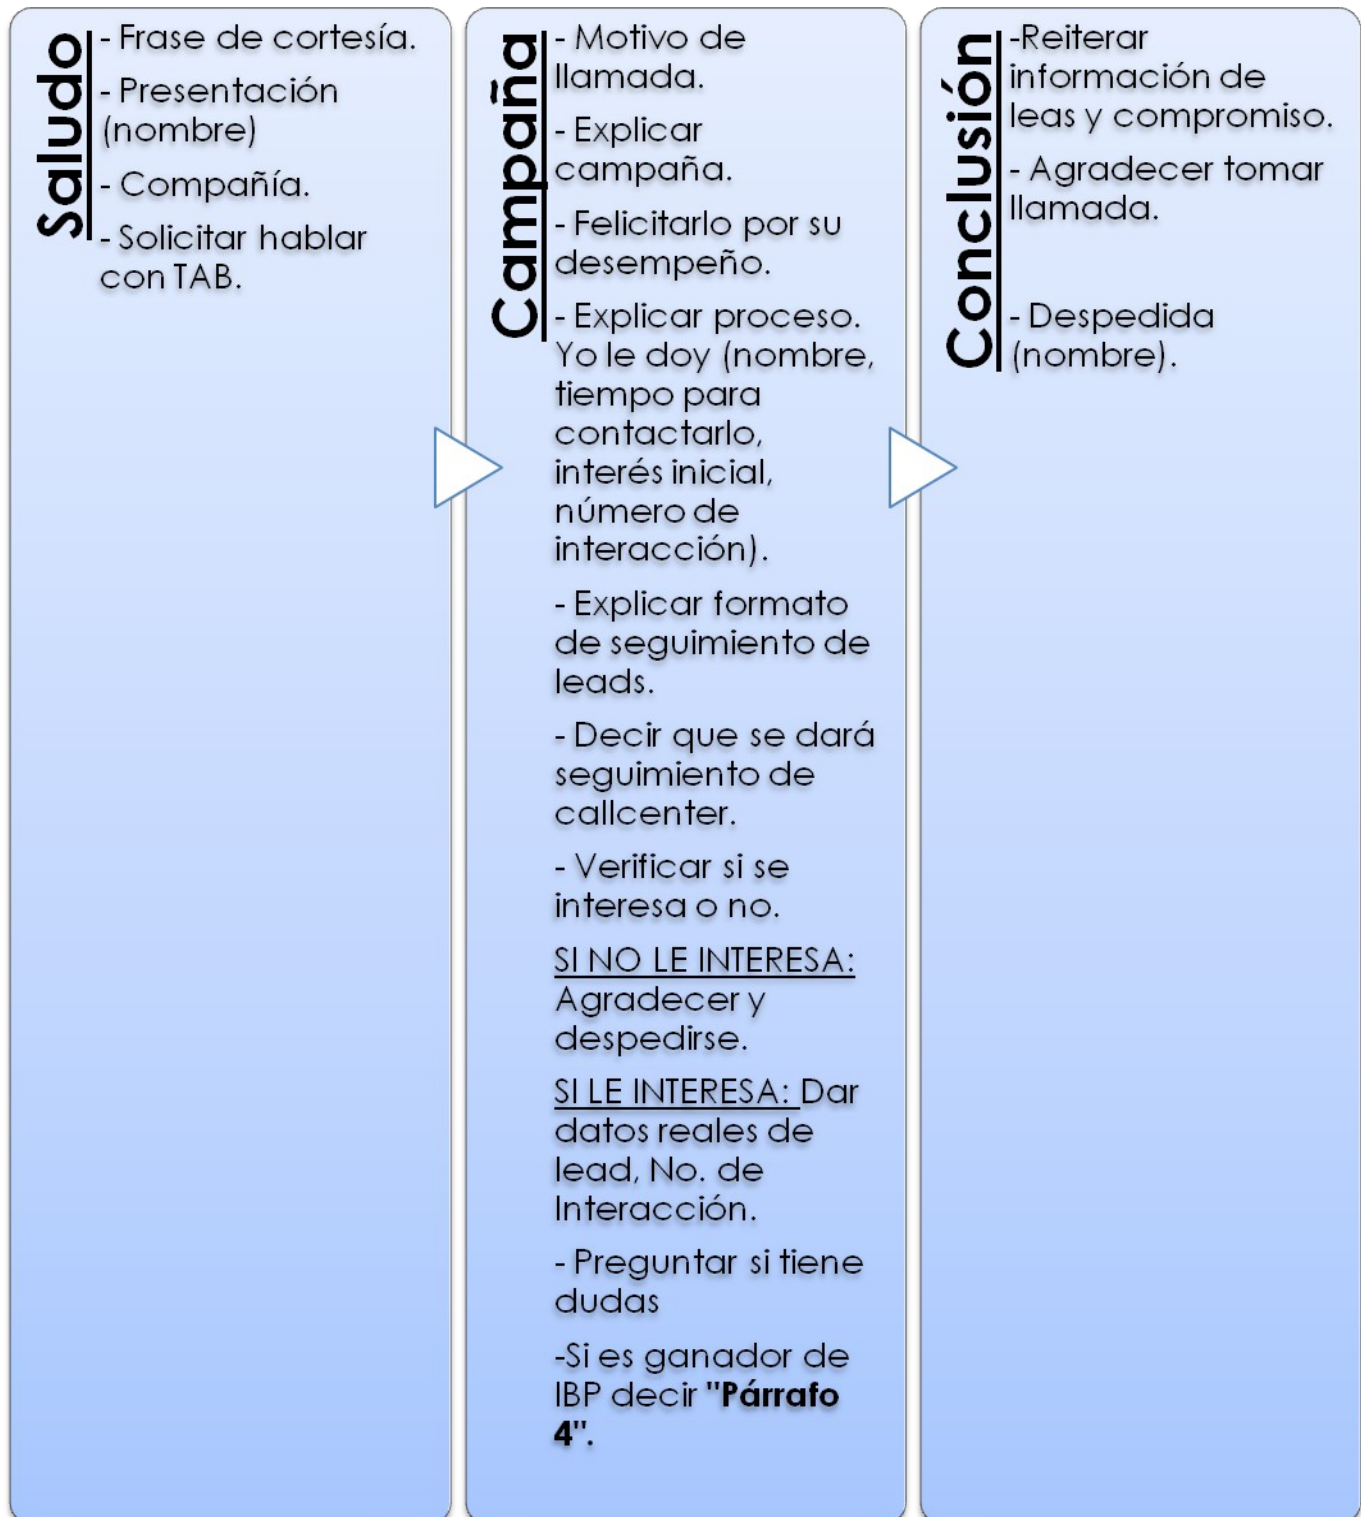 Saludo
- Frase de cortesía.
- Presentación
(nombre)
- Compañía.
- Solicitar hablar
con TAB.
Campaña
- Motivo de
llamada.
- Explicar
campaña.
- Felicitarlo por su
desempeño.
- Explicar proceso.
Yo le doy (nombre,
tiempo para
contactarlo,
interés inicial,
número de
interacción).
- Explicar formato
de seguimiento de
leads.
- Decir que se dará
seguimiento de
callcenter.
- Verificar si se
interesa o no.
SI NO LE INTERESA:
Agradecer y
despedirse.
SI LE INTERESA: Dar
datos reales de
lead, No. de
Interacción.
- Preguntar si tiene
dudas
-Si es ganador de
IBP decir "Párrafo
4".
Conclusión
-Reiterar
información de
leas y compromiso.
- Agradecer tomar
llamada.
- Despedida
(nombre).